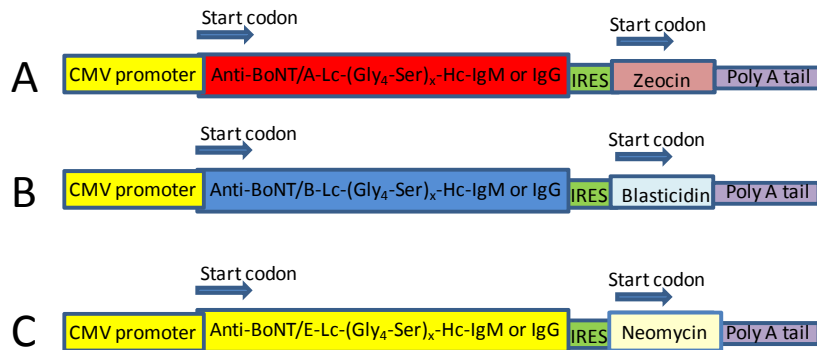 Start codon Start codon
A CMV promoter Anti-BoNT/A-Lc-(Gly₄-Ser)ₓ-Hc-IgM or IgG IRES Zeocin Poly A tail
Start codon Start codon
B CMV promoter Anti-BoNT/B-Lc-(Gly₄-Ser)ₓ-Hc-IgM or IgG IRES Blasticidin Poly A tail
Start codon Start codon
C CMV promoter Anti-BoNT/E-Lc-(Gly₄-Ser)ₓ-Hc-IgM or IgG IRES Neomycin Poly A tail